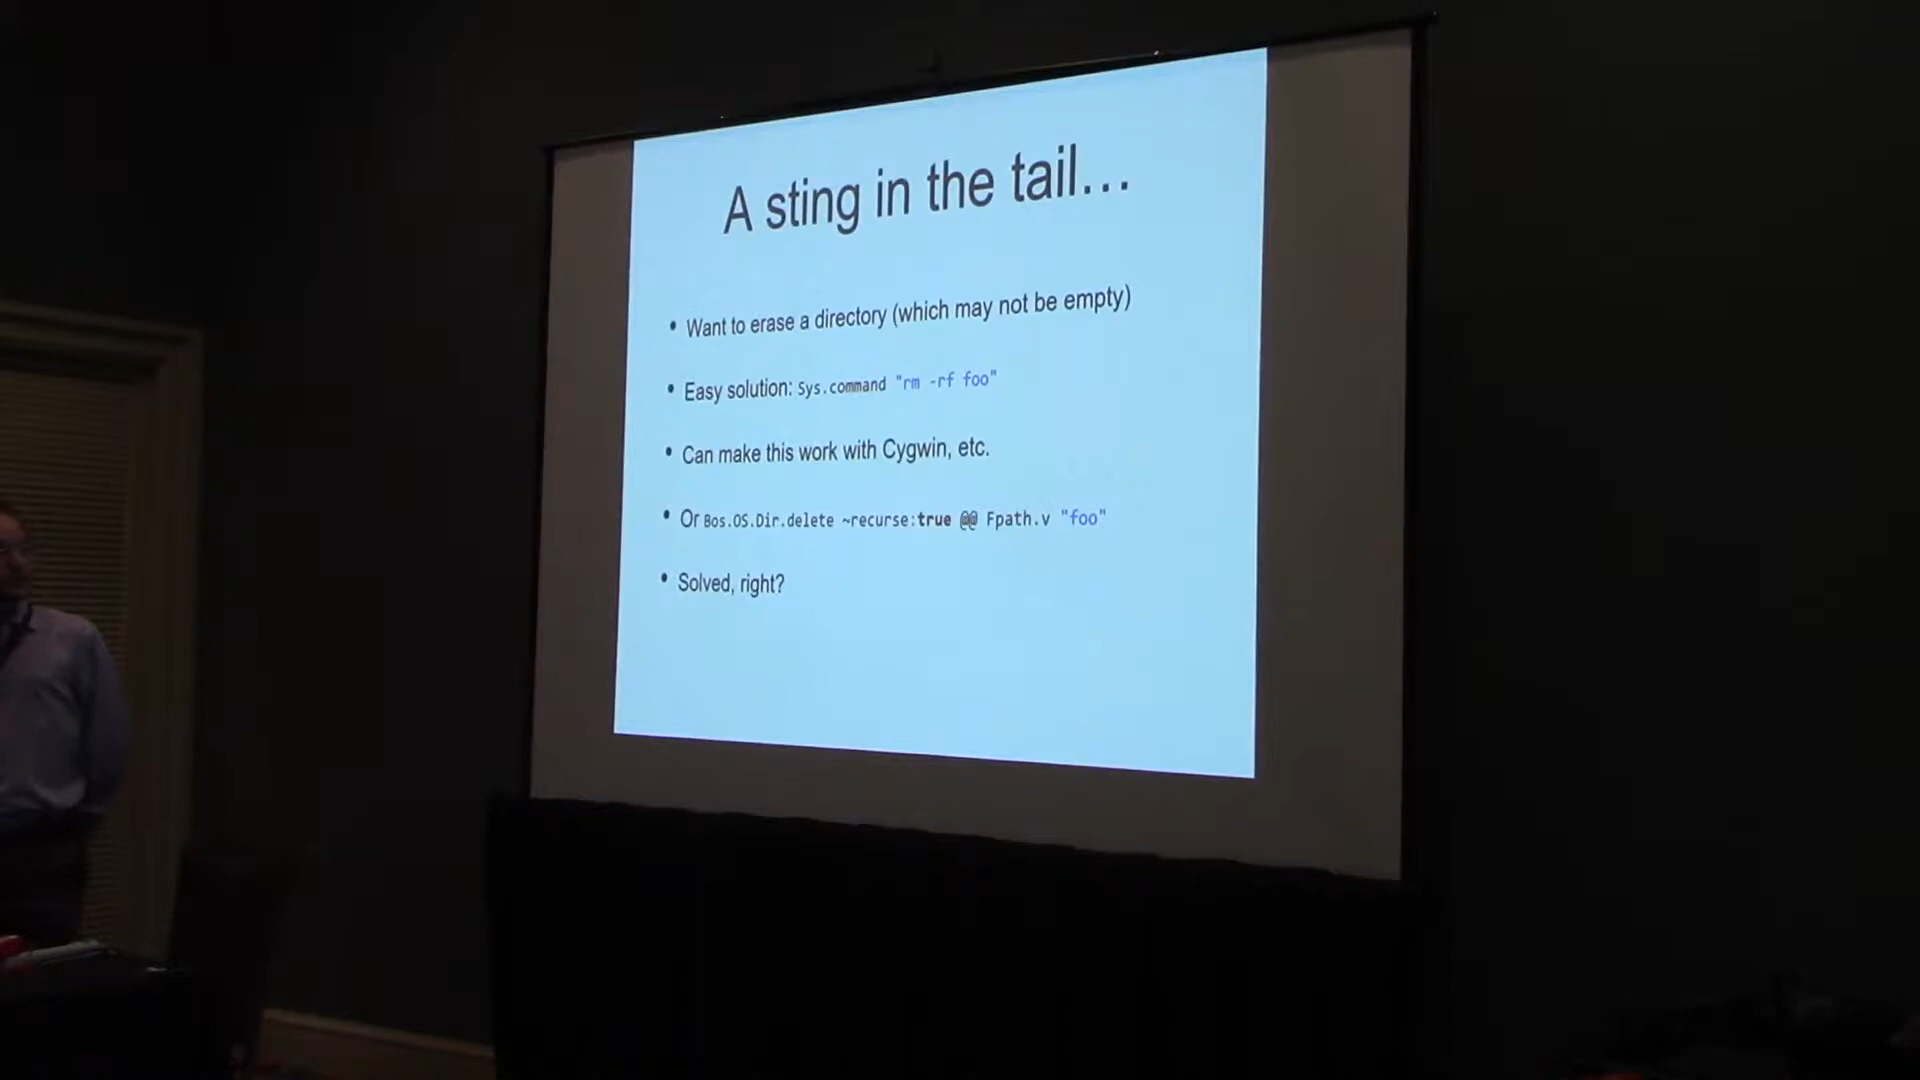 A sting in the tail...
• Want to erase a directory (which may not be empty)
• Easy solution: Sys.command "rm -rf foo"
• Can make this work with Cygwin, etc.
• Or Bos.OS.Dir.delete ~recurse:true @@ Fpath.v "foo"
• Solved, right?